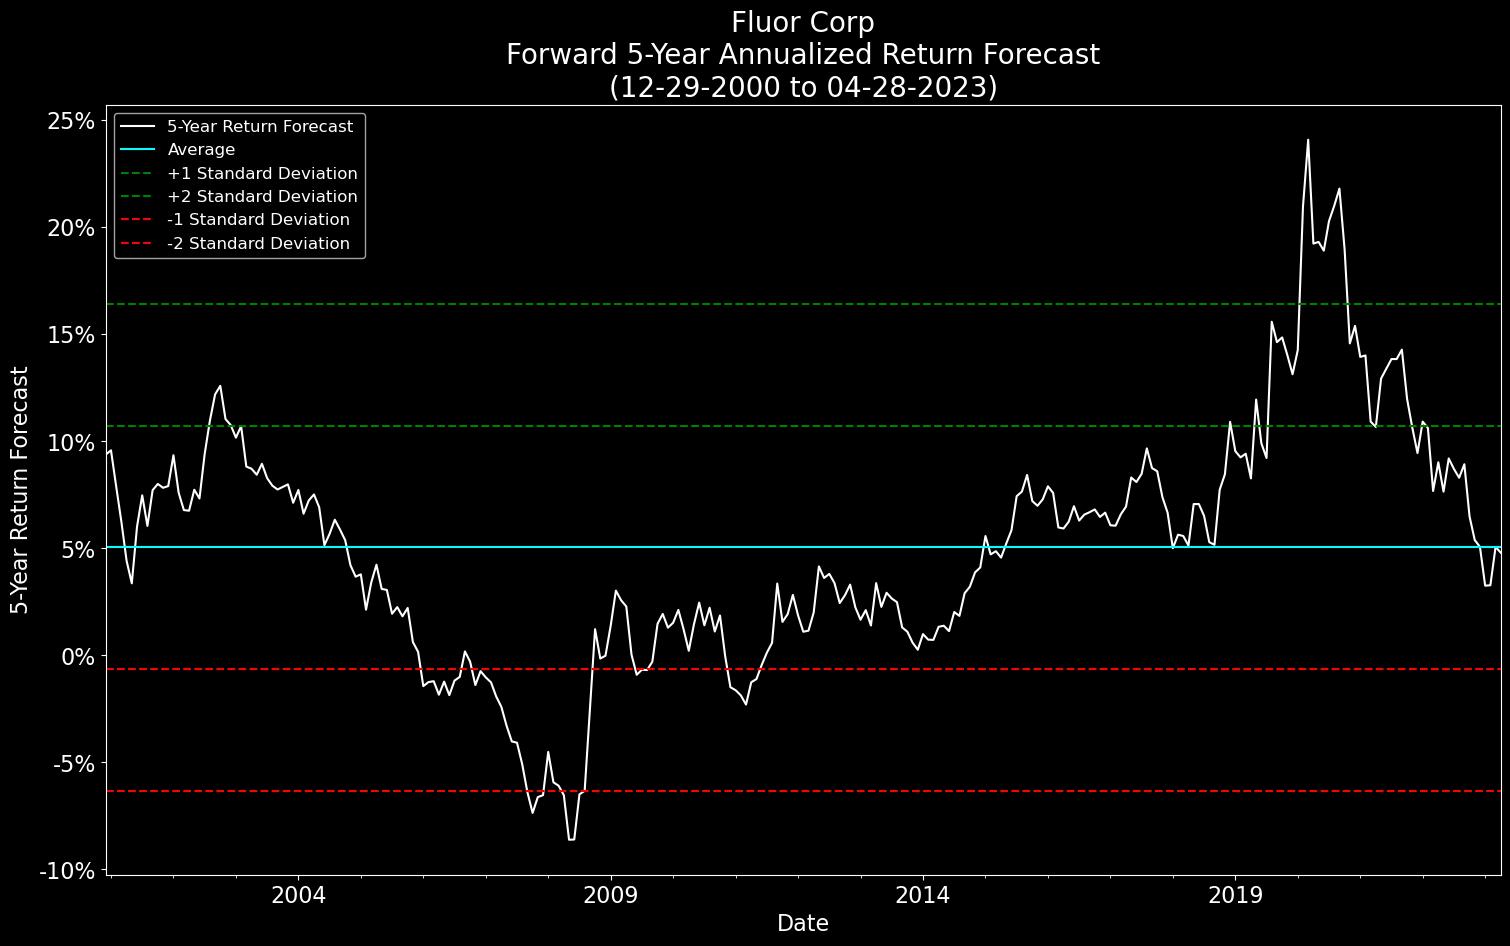 Fluor Corp
Forward 5-Year Annualized Return Forecast
(12-29-2000 to 04-28-2023)
25%
20%
15%
10%
5%
0%
-5%
-10%
5-Year Return Forecast
5-Year Return Forecast
Average
+1 Standard Deviation
+2 Standard Deviation
-1 Standard Deviation
-2 Standard Deviation
2004
2009
2014
2019
Date